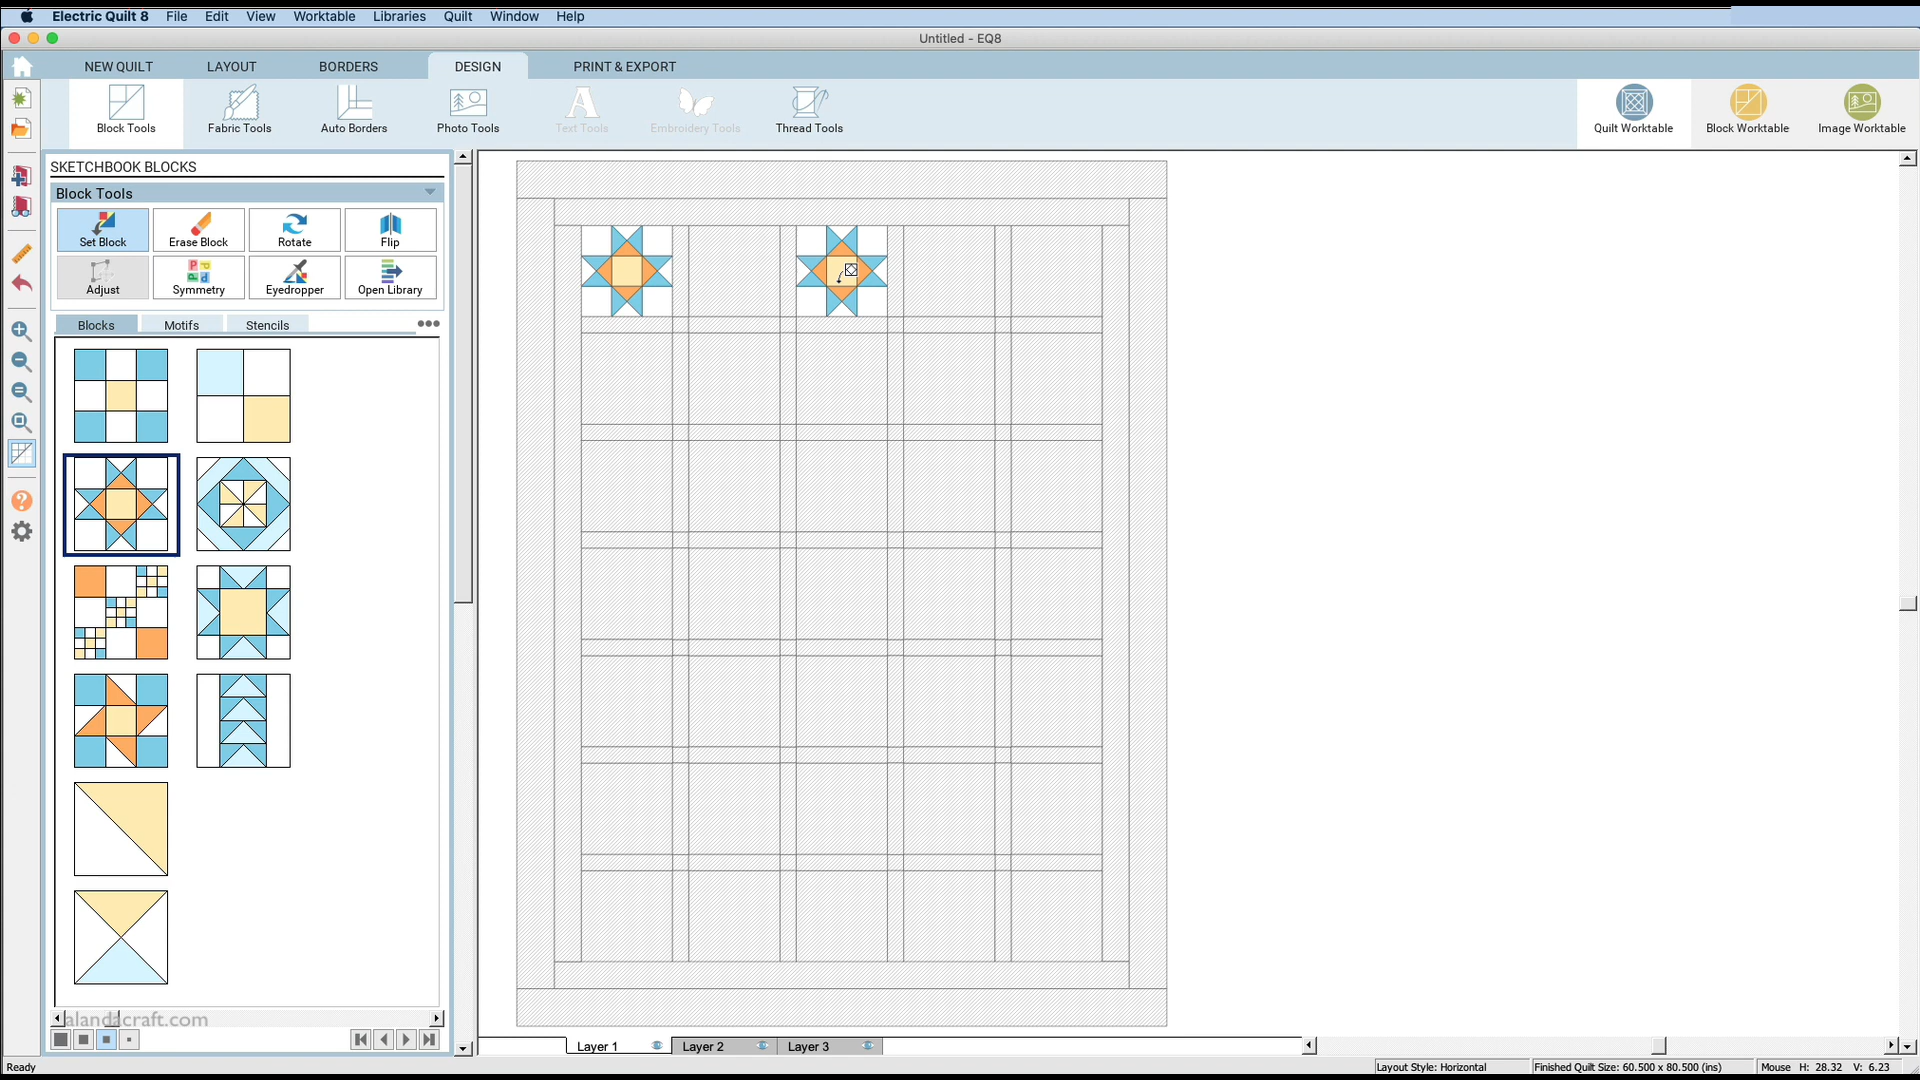 Electric Quilt 8 File Edit View Worktable Libraries Quilt Window Help
Untitled - EQ8
NEW QUILT LAYOUT BORDERS DESIGN PRINT & EXPORT
Block Tools Fabric Tools Auto Borders Photo Tools Text Tools Embroidery Tools Thread Tools Quilt Worktable Block Worktable Image Worktable
SKETCHBOOK BLOCKS
Block Tools
Set Block Erase Block Rotate Flip
Adjust Symmetry Eyedropper Open Library
Blocks Motifs Stencils
alandacraft.com
Layer 1 Layer 2 Layer 3
Ready Layout Style: Horizontal Finished Quilt Size: 60.500 x 80.500 (ins) Mouse H: 28.32 V: 6.23